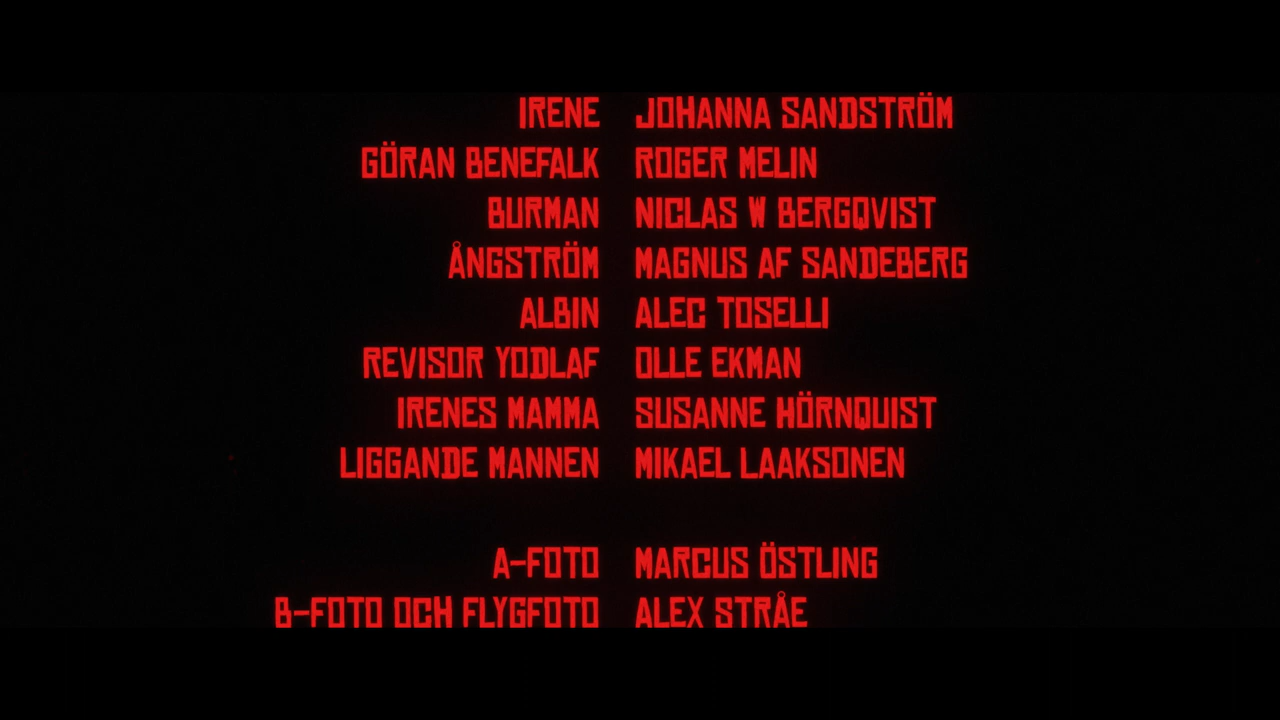 IRENE JOHANNA SANDSTRÖM
GÖRAN BENEFALK ROGER MELIN
BURMAN NICLAS W BERGQVIST
ÅNGSTRÖM MAGNUS AF SANDEBERG
ALBIN ALEC TOSELLI
REVISOR YODLAF OLLE EKMAN
IRENES MAMMA SUSANNE HÖRNQUIST
LIGGANDE MANNEN MIKAEL LAAKSONEN
A-FOTO MARCUS ÖSTLING
B-FOTO OCH FLYGFOTO ALEX STRÅE